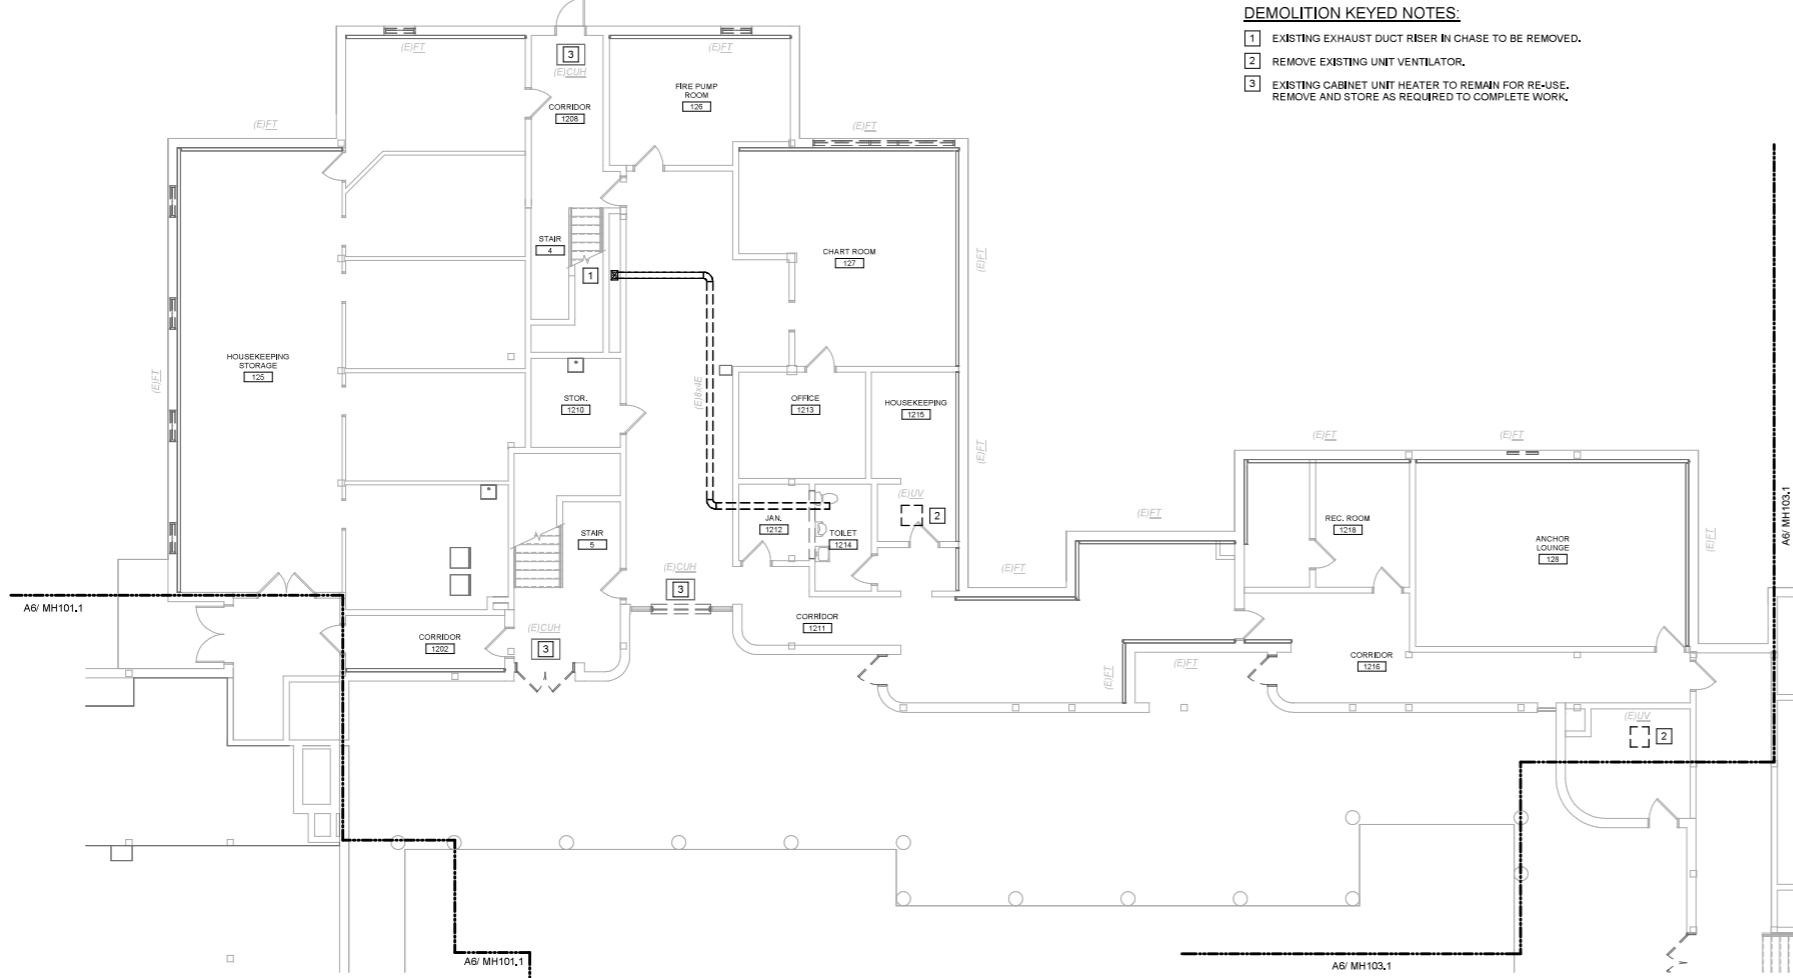 DEMOLITION KEYED NOTES:
1 EXISTING EXHAUST DUCT RISER IN CHASE TO BE REMOVED.
2 REMOVE EXISTING UNIT VENTILATOR.
3 EXISTING CABINET UNIT HEATER TO REMAIN FOR RE-USE.
REMOVE AND STORE AS REQUIRED TO COMPLETE WORK.
(E)FT
3
(E)CUH
(E)FT
FIRE PUMP
ROOM
126
CORRIDOR
1208
(E)FT
(E)FT
STAIR
4
CHART ROOM
127
(E)FT
1
HOUSEKEEPING
STORAGE
125
(E)FT
(E)8x4E
STOR.
1210
OFFICE
1213
HOUSEKEEPING
1215
(E)FT
(E)FT
(E)FT
(E)UV
2
A6/ MH103.1
JAN.
1212
TOILET
1214
STAIR
5
(E)FT
REC. ROOM
1218
ANCHOR
LOUNGE
128
(E)FT
(E)CUH
3
(E)FT
A6/ MH101.1
CORRIDOR
1211
CORRIDOR
1202
(E)CUH
3
(E)FT
(E)FT
CORRIDOR
1216
(E)UV
2
A6/ MH101.1
A6/ MH103.1